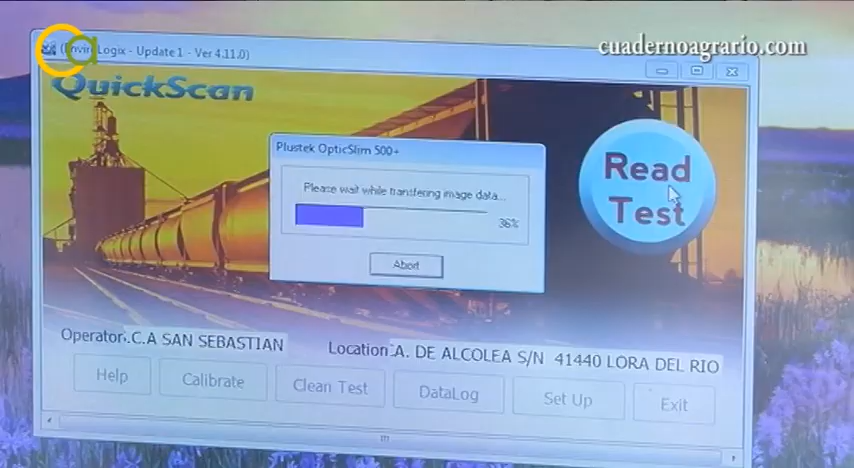 cuadernoagrario.com
Logix - Update 1 - Ver 4.11.0)
QuickScan
Plustek OpticSlim 500+
Please wait while transfering image data...
36%
Abort
Read
Test
Operator:.C.A SAN SEBASTIAN
Location:A. DE ALCOLEA S/N 41440 LORA DEL RIO
Help
Calibrate
Clean Test
DataLog
Set Up
Exit